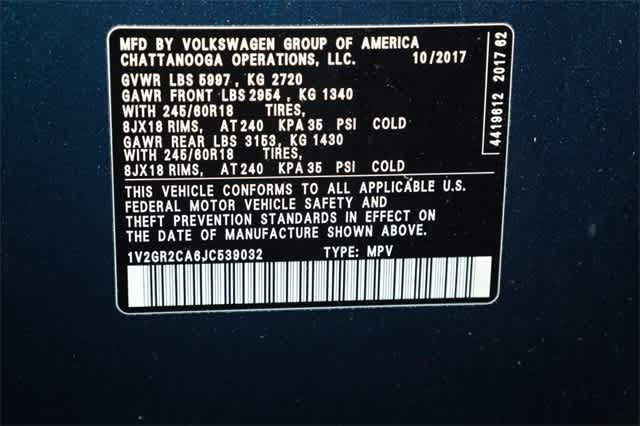 MFD BY VOLKSWAGEN GROUP OF AMERICA
CHATTANOOGA OPERATIONS, LLC. 10/2017
GVWR LBS 5997, KG 2720
GAWR FRONT LBS 2954, KG 1340
WITH 245/60R18 TIRES,
8JX18 RIMS, AT 240 KPA 35 PSI COLD
GAWR REAR LBS 3153, KG 1430
WITH 245/60R18 TIRES,
8JX18 RIMS, AT 240 KPA 35 PSI COLD
THIS VEHICLE CONFORMS TO ALL APPLICABLE U.S.
FEDERAL MOTOR VEHICLE SAFETY AND
THEFT PREVENTION STANDARDS IN EFFECT ON
THE DATE OF MANUFACTURE SHOWN ABOVE.
1V2GR2CA6JC539032 TYPE: MPV
4419612 2017 62